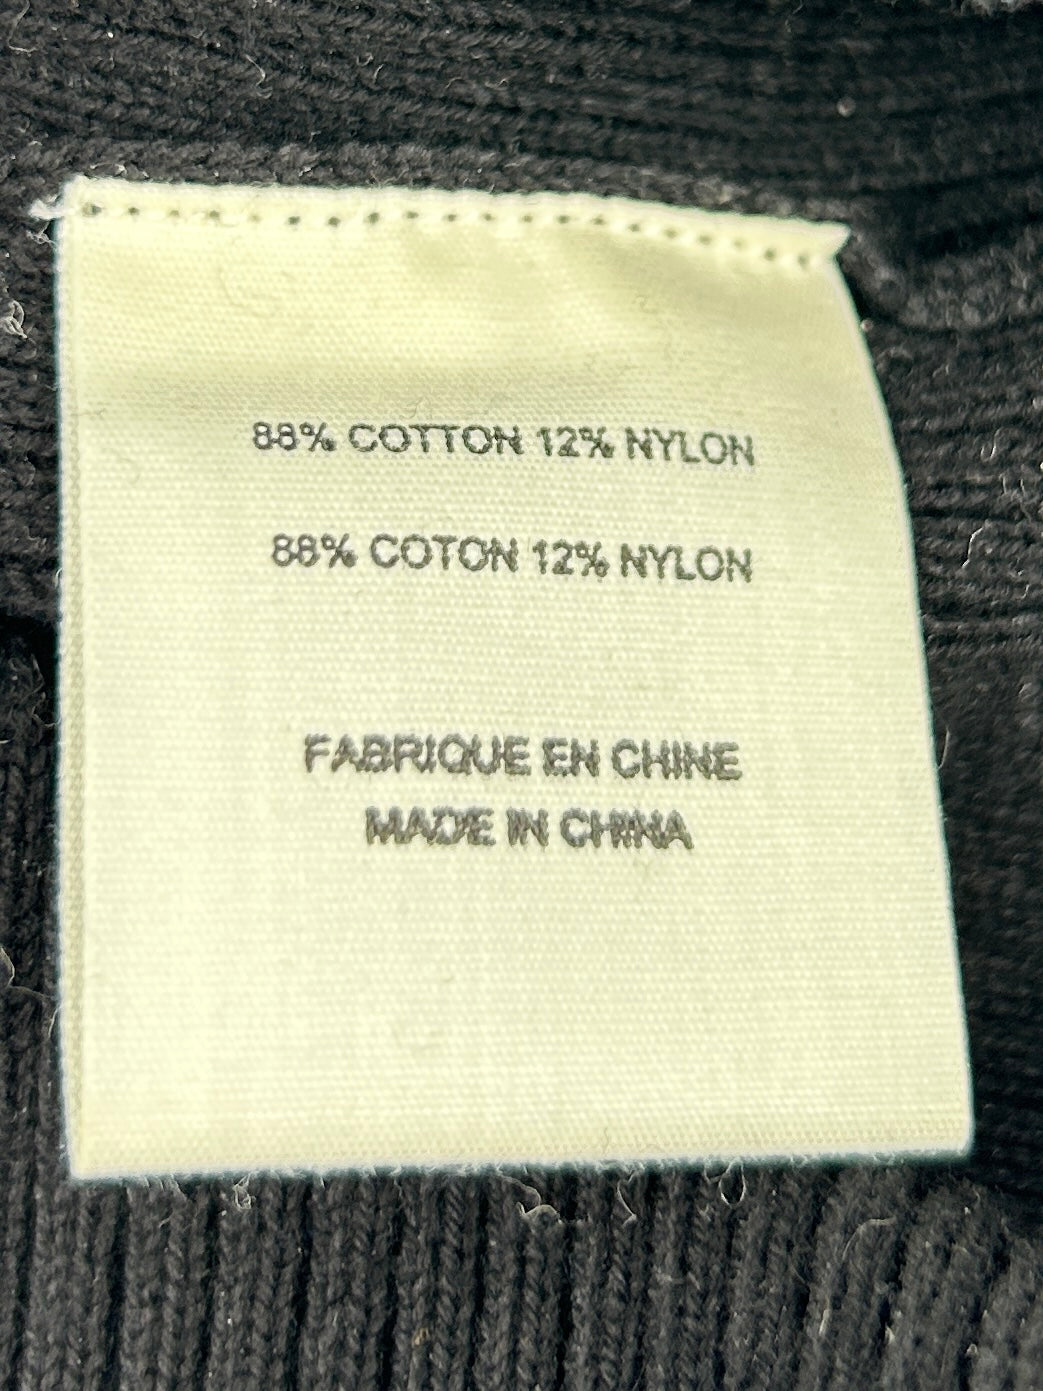 88% COTTON 12% NYLON
88% COTON 12% NYLON
FABRIQUE EN CHINE
MADE IN CHINA